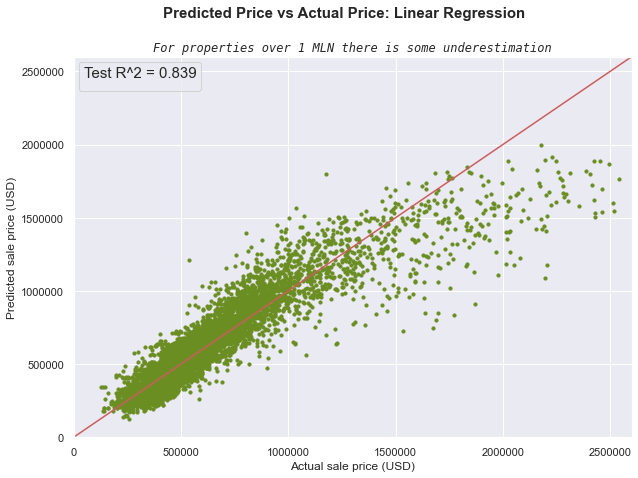 Predicted Price vs Actual Price: Linear Regression
For properties over 1 MLN there is some underestimation
Test R^2 = 0.839
2500000
2000000
1500000
1000000
500000
0
Predicted sale price (USD)
0 500000 1000000 1500000 2000000 2500000
Actual sale price (USD)